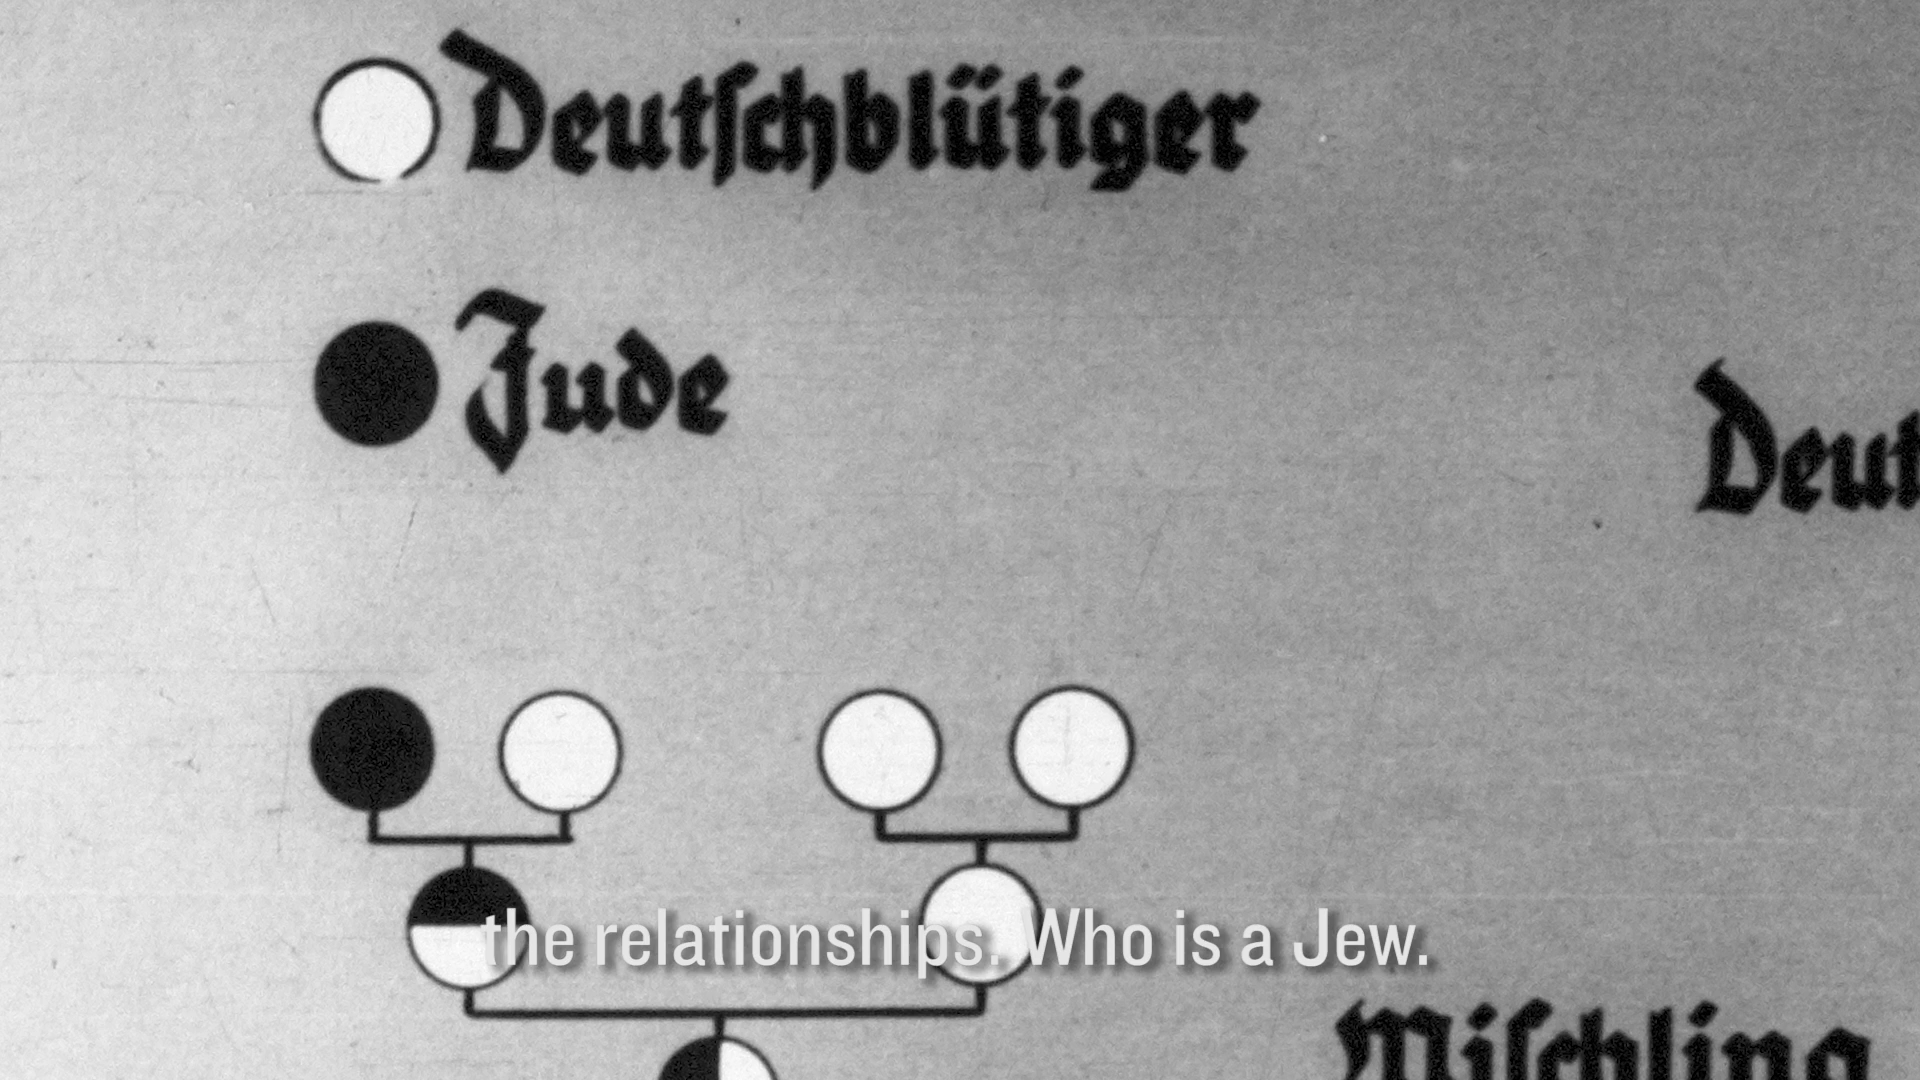 Deutſchblütiger
Jude
Deut
the relationships. Who is a Jew.
Miſchling